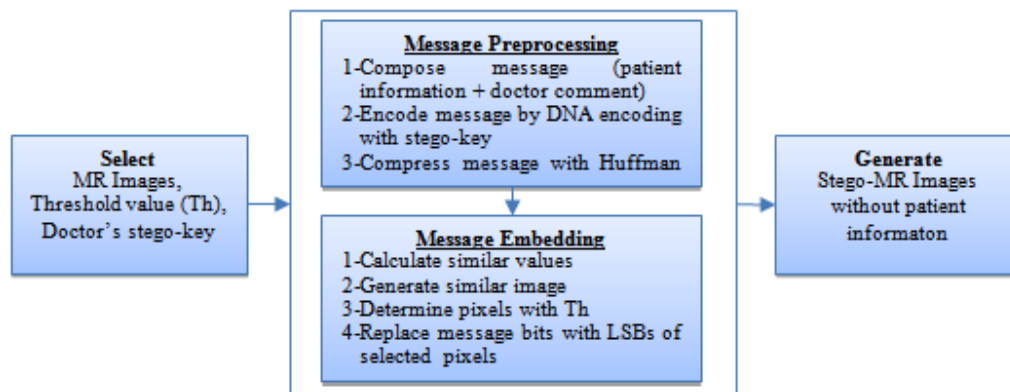 Select
MR Images,
Threshold value (Th),
Doctor's stego-key
Message Preprocessing
1-Compose message (patient
information + doctor comment)
2-Encode message by DNA encoding
with stego-key
3-Compress message with Huffman
Message Embedding
1-Calculate similar values
2-Generate similar image
3-Determine pixels with Th
4-Replace message bits with LSBs of
selected pixels
Generate
Stego-MR Images
without patient
informaton